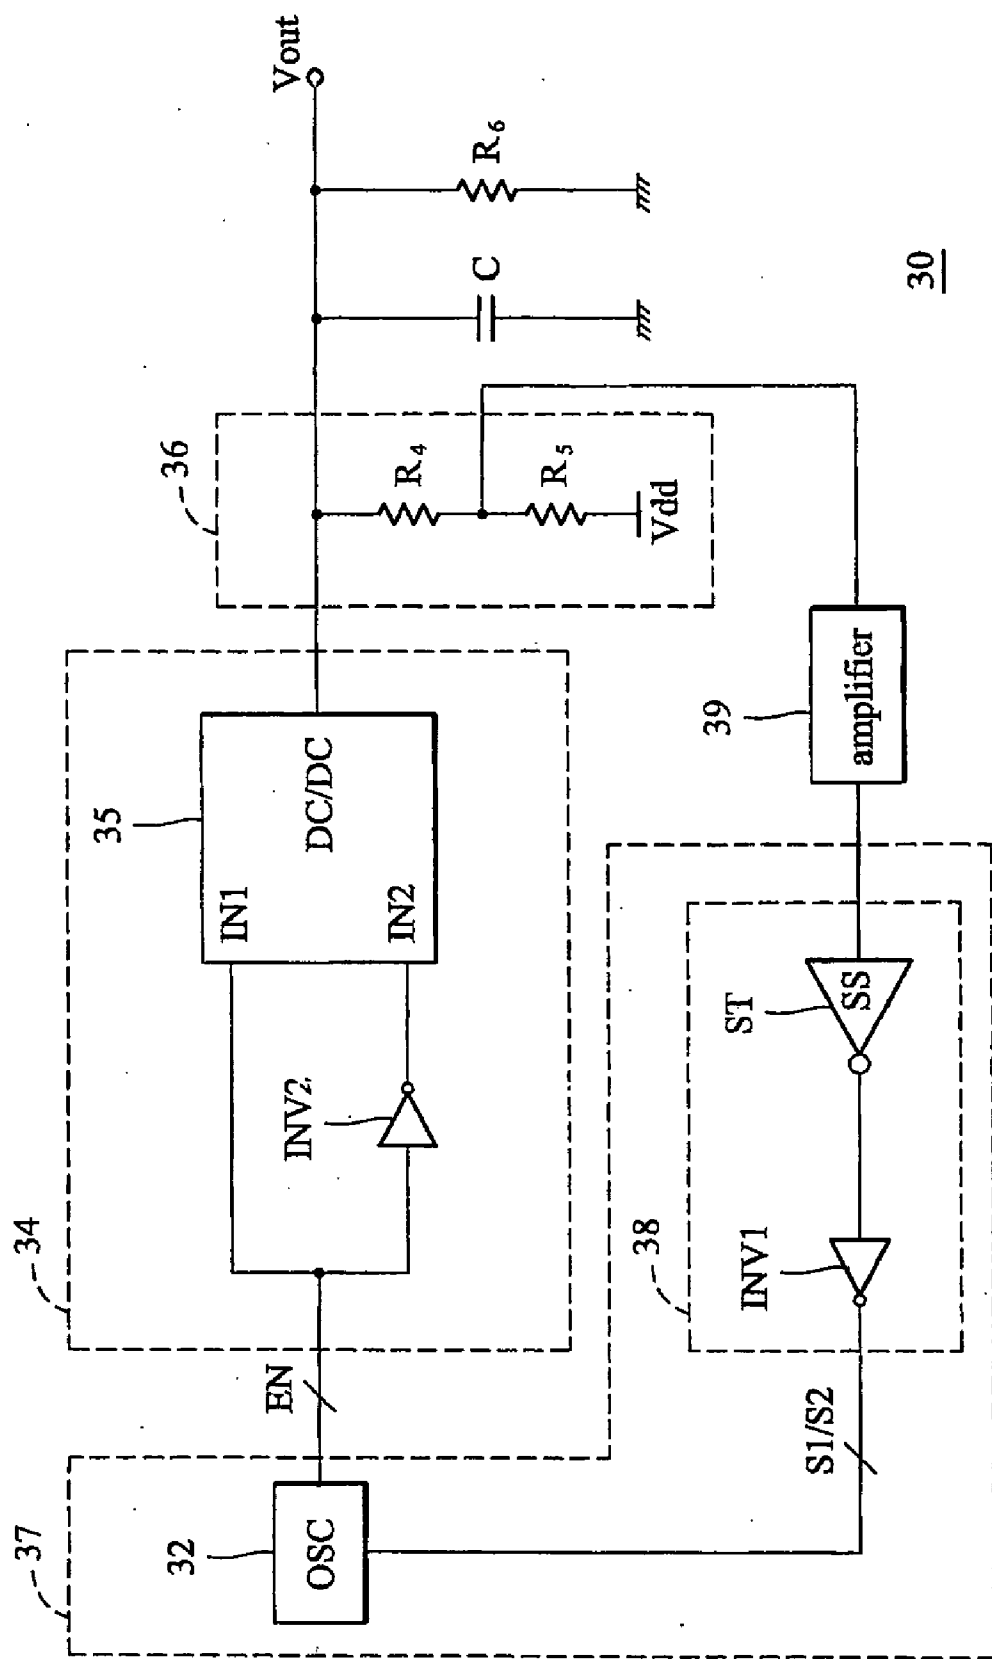 37
32
OSC
EN
34
INV2
IN1
IN2
DC/DC
35
36
R4
R5
Vdd
C
R6
Vout
S1/S2
38
INV1
ST
SS
39
amplifier
30